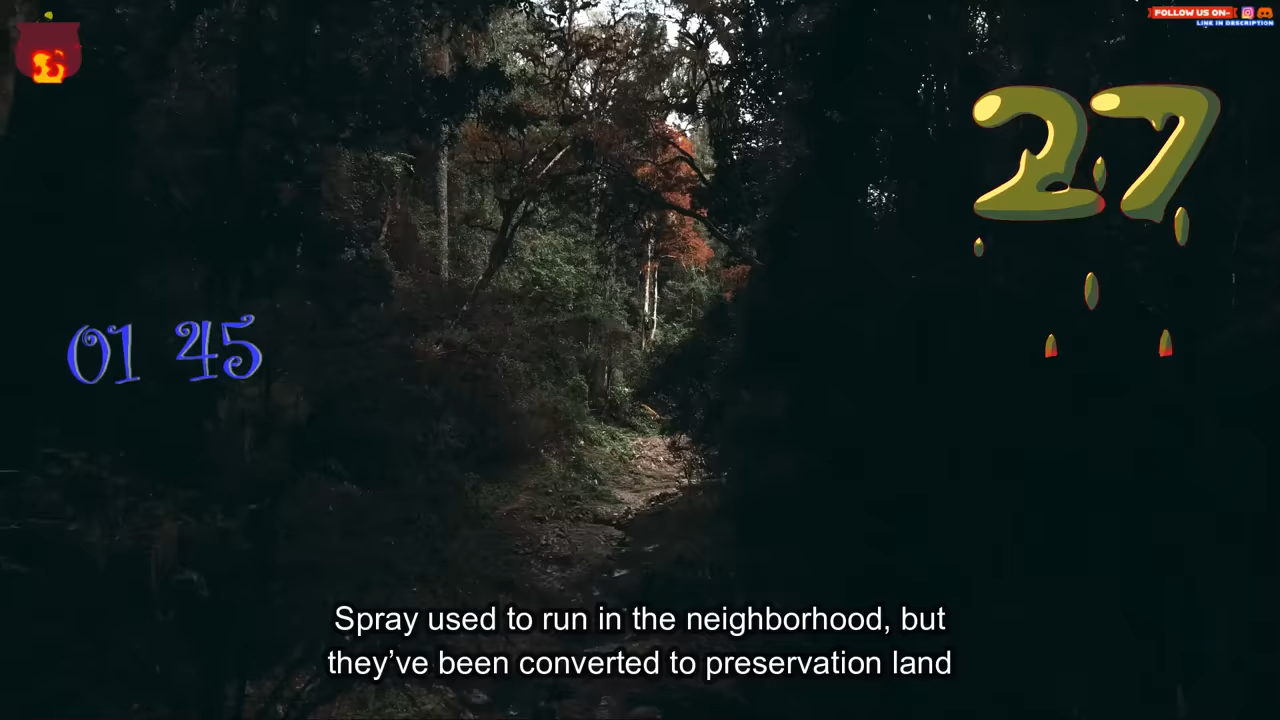 FOLLOW US ON-
LINK IN DESCRIPTION
27
01 45
Spray used to run in the neighborhood, but
they’ve been converted to preservation land